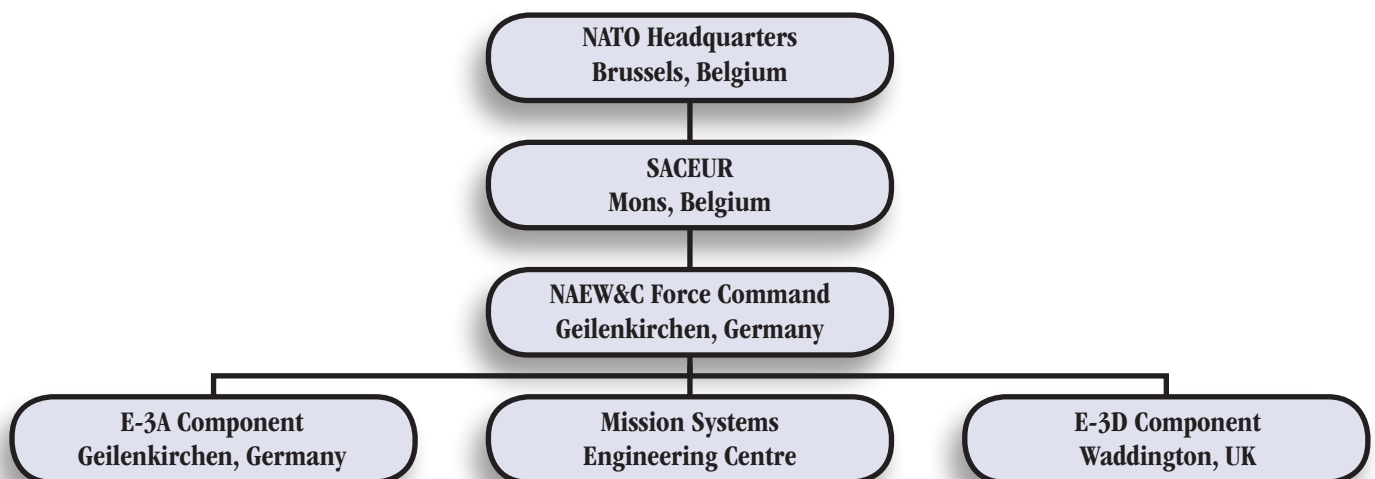 NATO Headquarters
Brussels, Belgium
SACEUR
Mons, Belgium
NAEW&C Force Command
Geilenkirchen, Germany
E-3A Component
Geilenkirchen, Germany
Mission Systems
Engineering Centre
E-3D Component
Waddington, UK